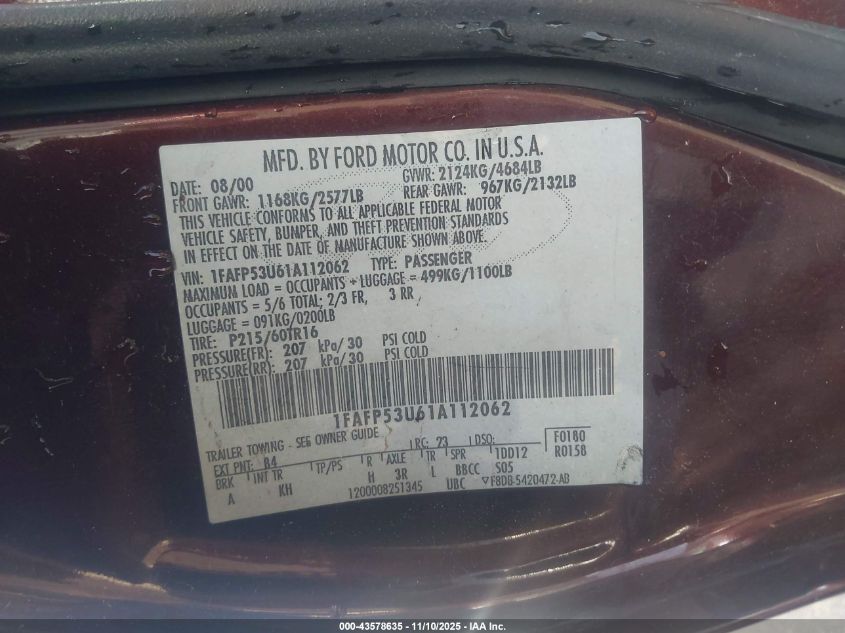 MFD. BY FORD MOTOR CO. IN U.S.A.
DATE: 08/00 GVWR: 2124KG/4684LB
FRONT GAWR: 1168KG/2577LB REAR GAWR: 967KG/2132LB
THIS VEHICLE CONFORMS TO ALL APPLICABLE FEDERAL MOTOR
VEHICLE SAFETY, BUMPER, AND THEFT PREVENTION STANDARDS
IN EFFECT ON THE DATE OF MANUFACTURE SHOWN ABOVE.
VIN: 1FAFP53U61A112062 TYPE: PASSENGER
MAXIMUM LOAD = OCCUPANTS + LUGGAGE = 499KG/1100LB
OCCUPANTS = 5/6 TOTAL; 2/3 FR, 3 RR
LUGGAGE = 091KG/0200LB
TIRE: P215/60TR16
PRESSURE(FR): 207 kPa/30 PSI COLD
PRESSURE(RR): 207 kPa/30 PSI COLD
1FAFP53U61A112062
TRAILER TOWING - SEE OWNER GUIDE
EXT PNT: B4 RC: 23 DSO: F0180
BRK INT TR TP/PS R AXLE TR SPR 1DD12 R0158
A KH H 3R L BBCC S05
1200008251345 UBC ▽F8DB-5420472-AB
000-43578635 - 11/10/2025 - IAA Inc.